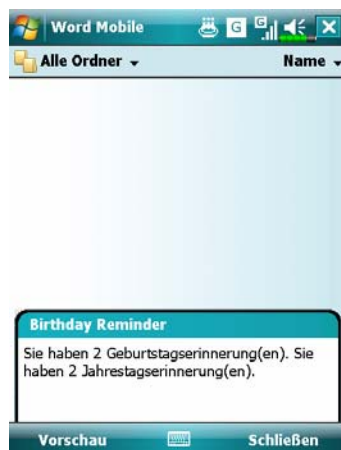 Word Mobile G G
Alle Ordner Name
Birthday Reminder
Sie haben 2 Geburtstagserinnerung(en). Sie
haben 2 Jahrestagserinnerung(en).
Vorschau Schließen